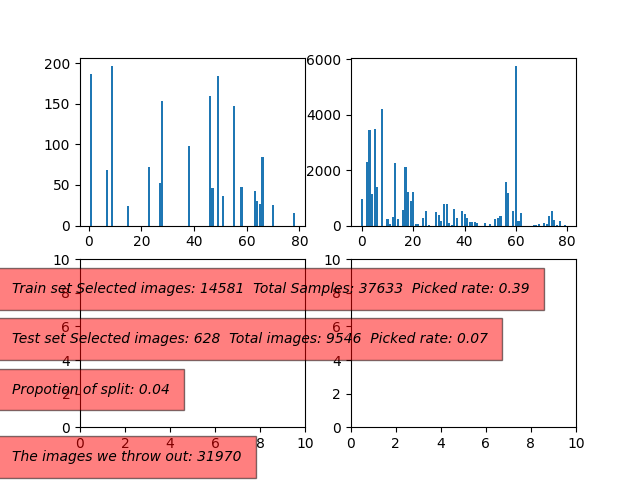 200
150
100
50
0
0 20 40 60 80
6000
4000
2000
0
0 20 40 60 80
10
8
6
4
2
0
0 2 4 6 8 10
10
8
6
4
2
0
0 2 4 6 8 10
Train set Selected images: 14581 Total Samples: 37633 Picked rate: 0.39
Test set Selected images: 628 Total images: 9546 Picked rate: 0.07
Propotion of split: 0.04
The images we throw out: 31970